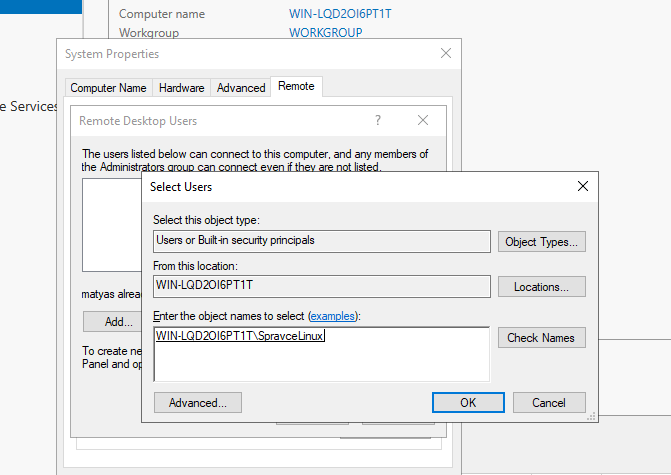 Computer name WIN-LQD2OI6PT1T
Workgroup WORKGROUP
System Properties
Computer Name Hardware Advanced Remote
e Services
Remote Desktop Users ?
The users listed below can connect to this computer, and any members of
the Administrators group can connect even if they are not listed.
Select Users
Select this object type:
Users or Built-in security principals Object Types...
From this location:
WIN-LQD2OI6PT1T Locations...
matyas alread
Enter the object names to select (examples):
Add...
WIN-LQD2OI6PT1T\SpravceLinux Check Names
To create ne
Panel and op
Advanced... OK Cancel